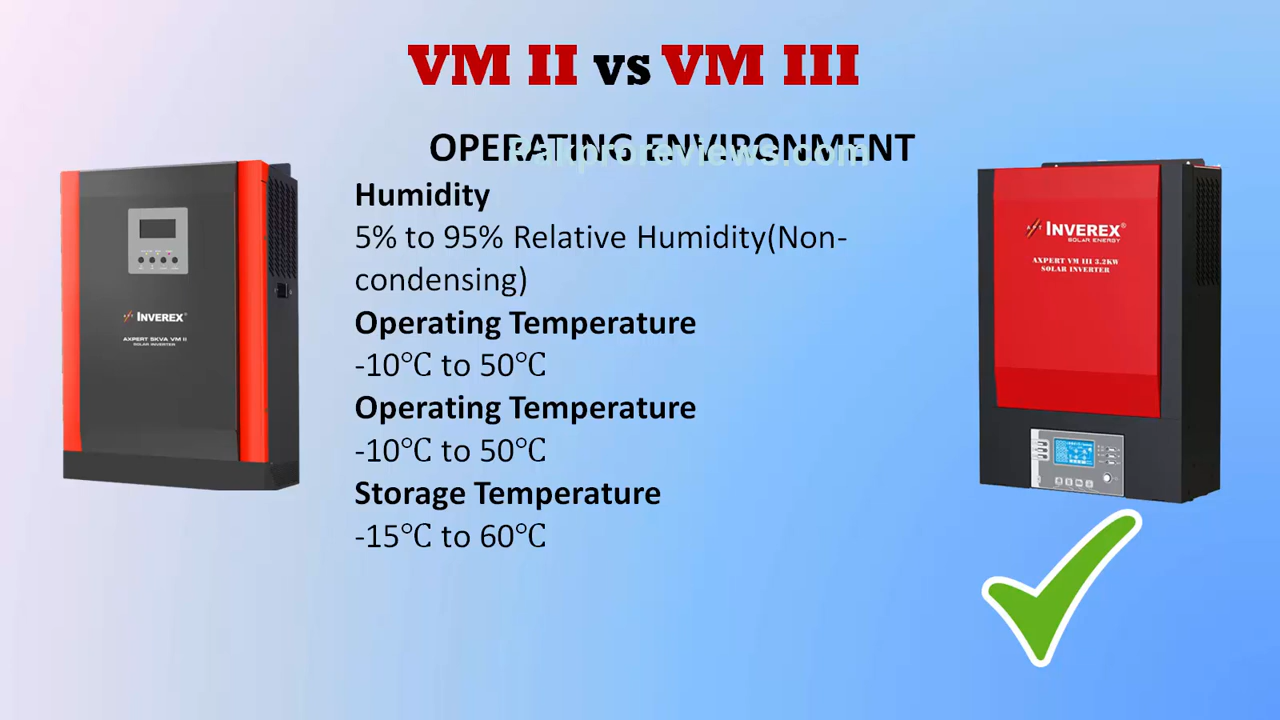 VM II vs VM III
OPERATING ENVIRONMENT
Pakproreviews.com
Humidity
5% to 95% Relative Humidity(Non-
condensing)
Operating Temperature
-10℃ to 50℃
Operating Temperature
-10℃ to 50℃
Storage Temperature
-15℃ to 60℃
INVEREX®
AXPERT 5KVA VM II
SOLAR INVERTER
INVEREX®
SOLAR ENERGY
AXPERT VM III 3.2KW
SOLAR INVERTER